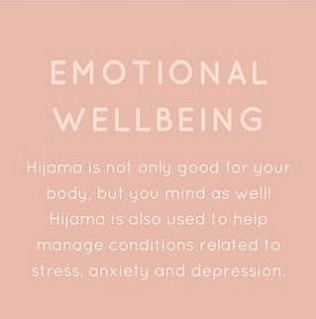 EMOTIONAL
WELLBEING
Hijama is not only good for your
body, but you mind as well!
Hijama is also used to help
manage conditions related to
stress, anxiety and depression.